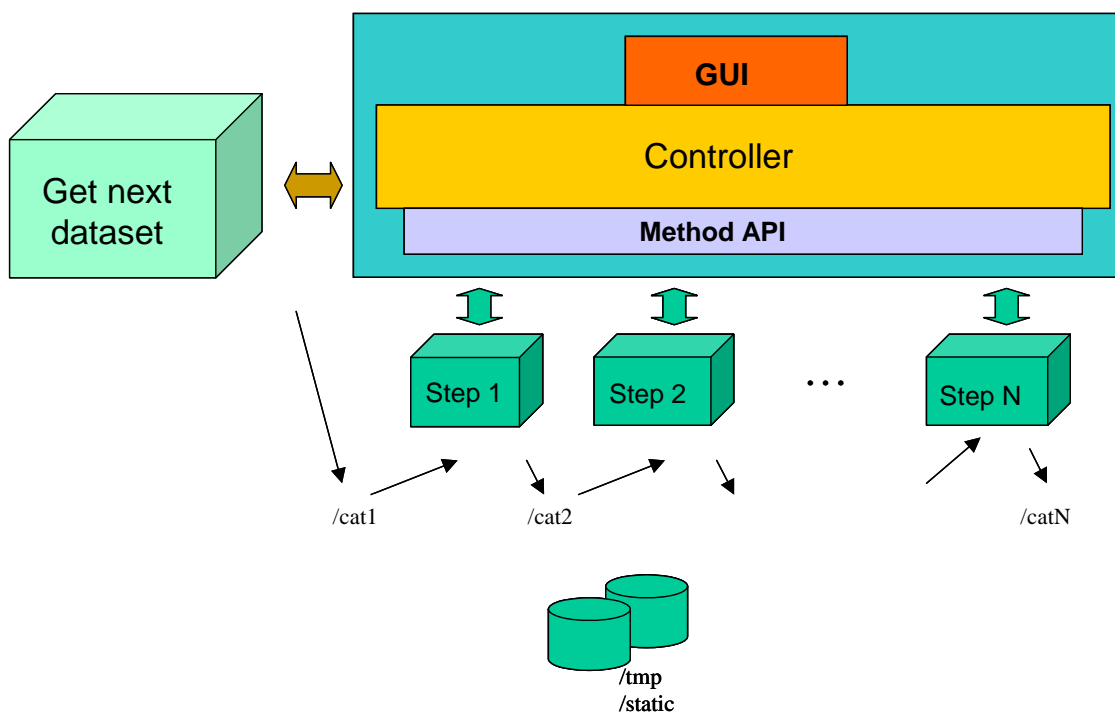 GUI
Controller
Method API
Get next
dataset
Step 1
Step 2
...
Step N
/cat1
/cat2
/catN
/tmp
/static